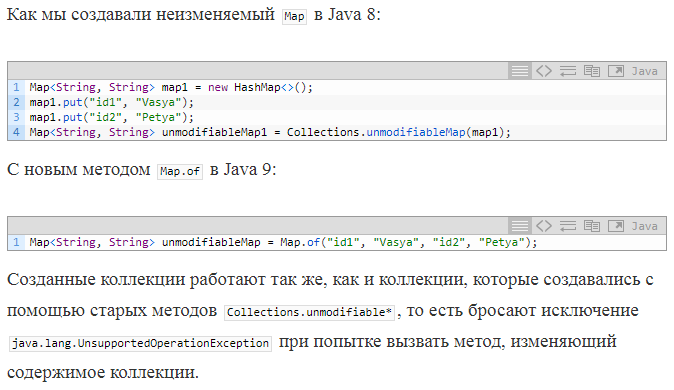 Как мы создавали неизменяемый Map в Java 8:
Java
1 Map<String, String> map1 = new HashMap<>();
2 map1.put("id1", "Vasya");
3 map1.put("id2", "Petya");
4 Map<String, String> unmodifiableMap1 = Collections.unmodifiableMap(map1);
С новым методом Map.of в Java 9:
Java
1 Map<String, String> unmodifiableMap = Map.of("id1", "Vasya", "id2", "Petya");
Созданные коллекции работают так же, как и коллекции, которые создавались с
помощью старых методов Collections.unmodifiable*, то есть бросают исключение
java.lang.UnsupportedOperationException при попытке вызвать метод, изменяющий
содержимое коллекции.